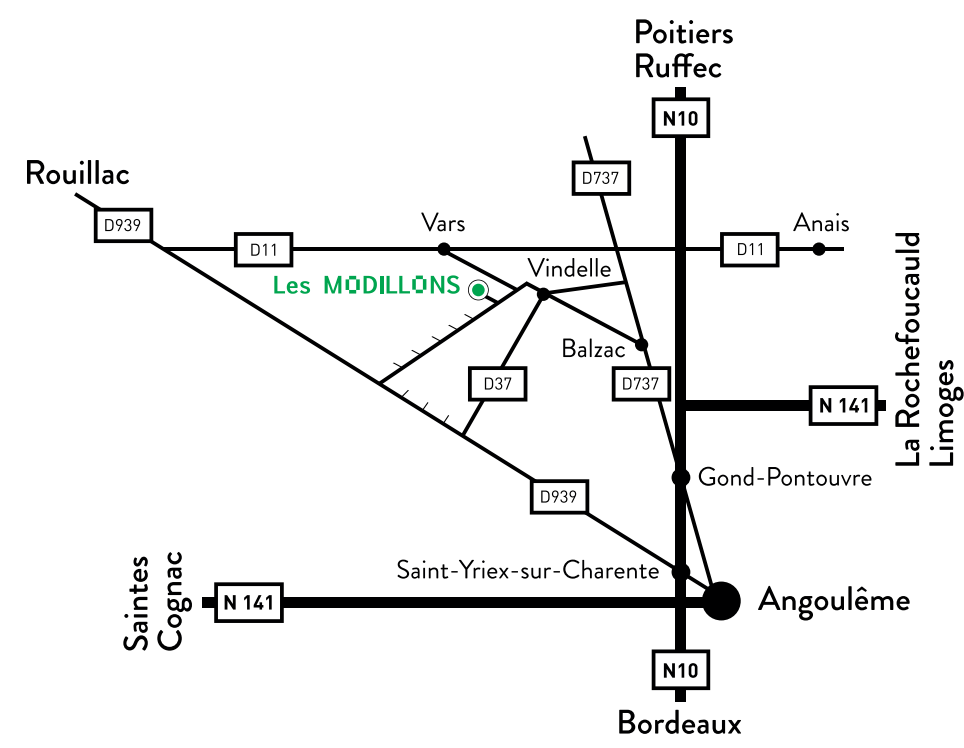 Poitiers
Ruffec
N10
Rouillac
D737
D939
Vars
Anais
D11
D11
Vindelle
Les MODILLONS
Balzac
D37
D737
N 141
La Rochefoucauld
Limoges
Gond-Pontouvre
D939
Saint-Yriex-sur-Charente
Saintes
Cognac
N 141
Angoulême
N10
Bordeaux